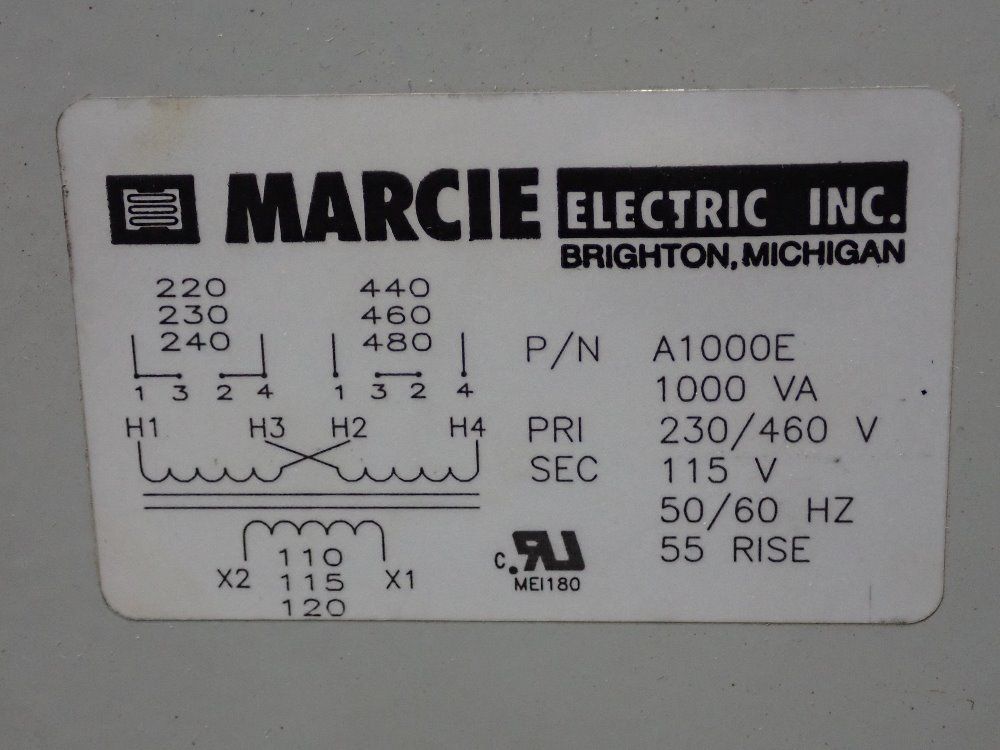 MARCIE ELECTRIC INC.
BRIGHTON, MICHIGAN
220 440
230 460
240 480
1 3 2 4 1 3 2 4
H1 H3 H2 H4
X2 X1
110
115
120
P/N A1000E
1000 VA
PRI 230/460 V
SEC 115 V
50/60 HZ
55 RISE
c.RU
MEI180